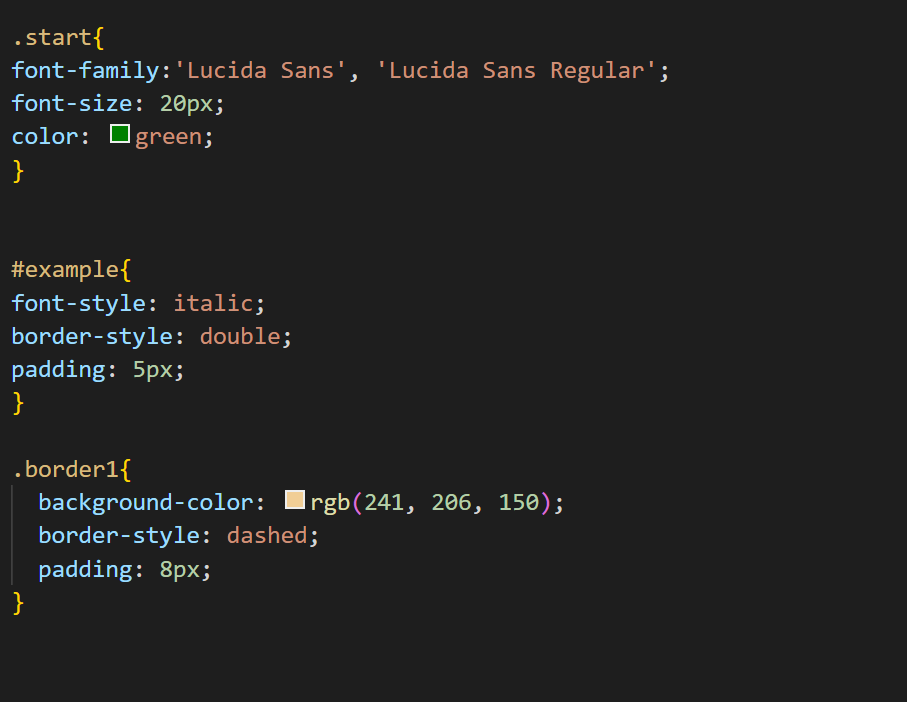 .start{
font-family:'Lucida Sans', 'Lucida Sans Regular';
font-size: 20px;
color: green;
}
#example{
font-style: italic;
border-style: double;
padding: 5px;
}
.border1{
background-color: rgb(241, 206, 150);
border-style: dashed;
padding: 8px;
}